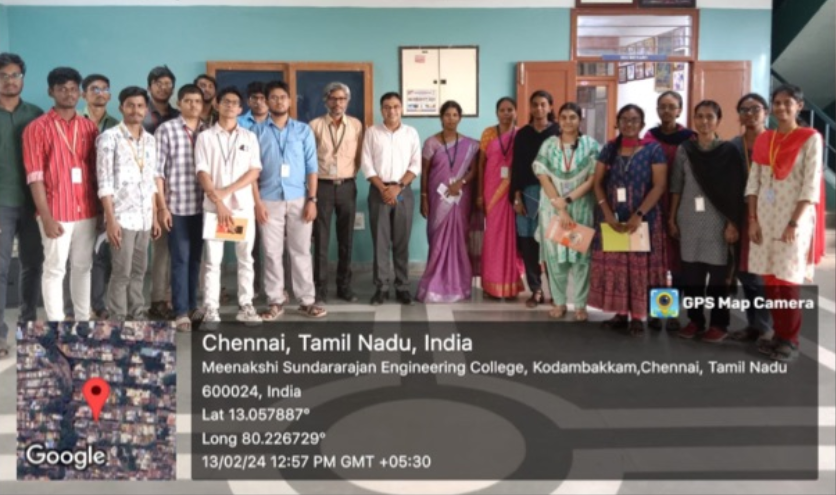 GPS Map Camera
Chennai, Tamil Nadu, India
Meenakshi Sundararajan Engineering College, Kodambakkam,Chennai, Tamil Nadu
600024, India
Lat 13.057887°
Long 80.226729°
13/02/24 12:57 PM GMT +05:30
Google